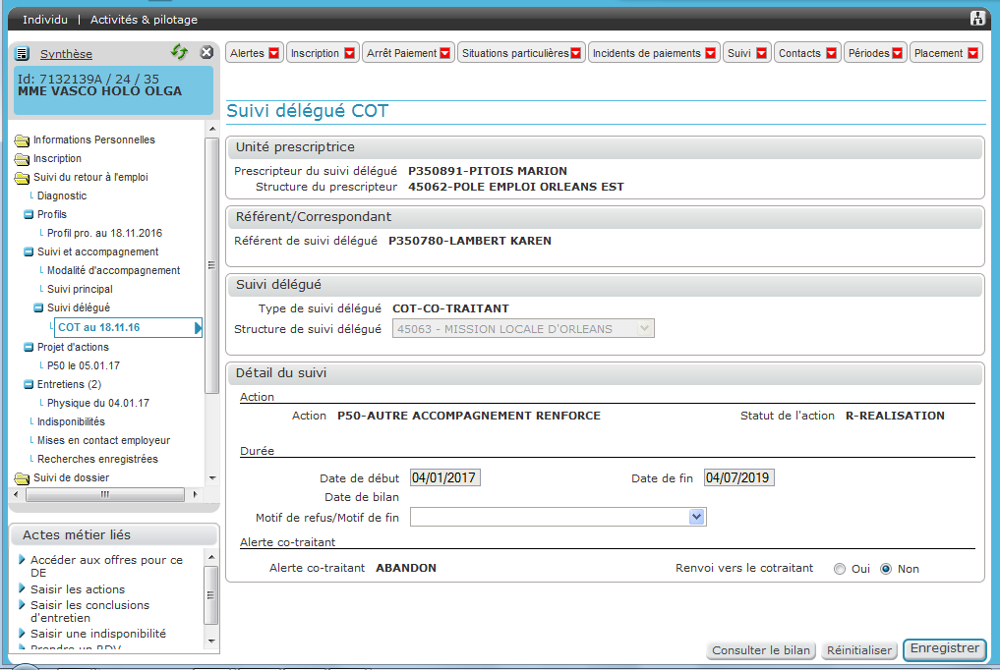 Individu | Activités & pilotage
Synthèse
Id: 7132139A / 24 / 35
MME VASCO HOLO OLGA
Informations Personnelles
Inscription
Suivi du retour à l'emploi
Diagnostic
Profils
Profil pro. au 18.11.2016
Suivi et accompagnement
Modalité d'accompagnement
Suivi principal
Suivi délégué
COT au 18.11.16
Projet d'actions
P50 le 05.01.17
Entretiens (2)
Physique du 04.01.17
Indisponibilités
Mises en contact employeur
Recherches enregistrées
Suivi de dossier
Actes métier liés
Accéder aux offres pour ce
DE
Saisir les actions
Saisir les conclusions
d'entretien
Saisir une indisponibilité
Prendre un RDV
Alertes Inscription Arrêt Paiement Situations particulières Incidents de paiements Suivi Contacts Périodes Placement
Suivi délégué COT
Unité prescriptrice
Prescripteur du suivi délégué P350891-PITOIS MARION
Structure du prescripteur 45062-POLE EMPLOI ORLEANS EST
Référent/Correspondant
Référent de suivi délégué P350780-LAMBERT KAREN
Suivi délégué
Type de suivi délégué COT-CO-TRAITANT
Structure de suivi délégué 45063 - MISSION LOCALE D'ORLEANS
Détail du suivi
Action
Action P50-AUTRE ACCOMPAGNEMENT RENFORCE Statut de l'action R-REALISATION
Durée
Date de début 04/01/2017 Date de fin 04/07/2019
Date de bilan
Motif de refus/Motif de fin
Alerte co-traitant
Alerte co-traitant ABANDON Renvoi vers le cotraitant Oui Non
Consulter le bilan Réinitialiser Enregistrer